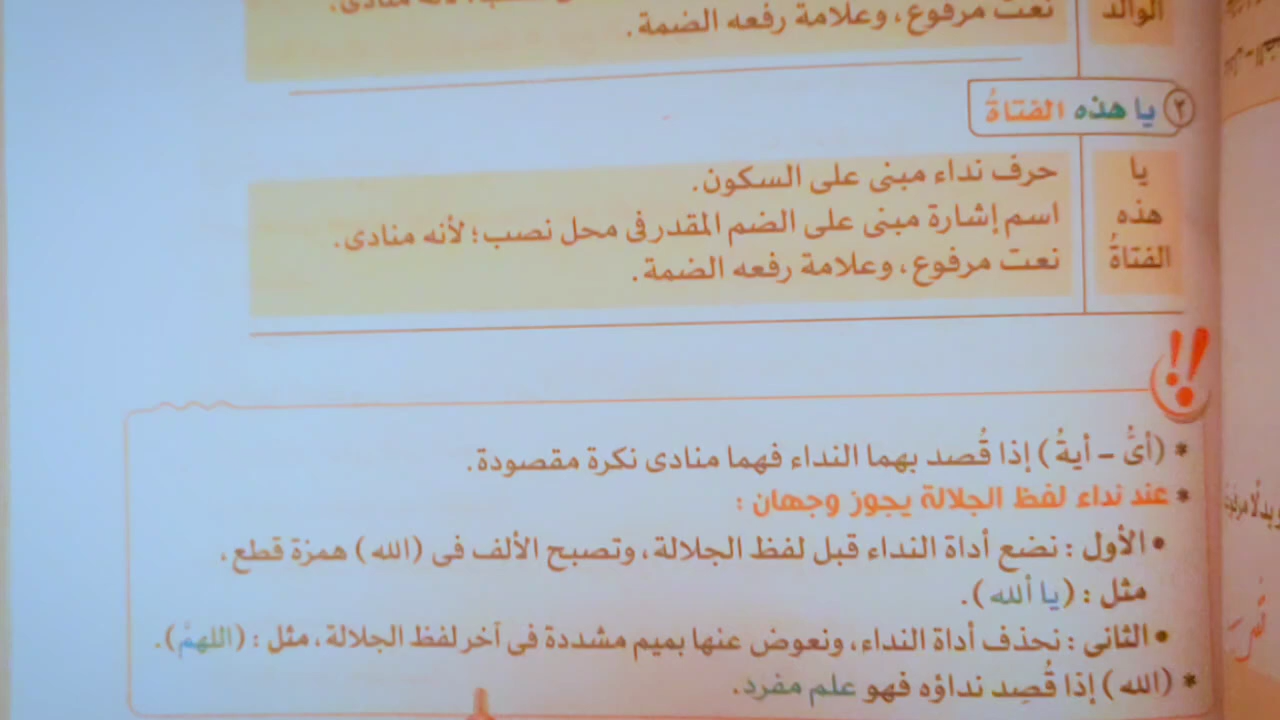 الوالد
نعت مرفوع، وعلامة رفعه الضمة.
٢ يا هذه الفتاةُ
يا حرف نداء مبنى على السكون.
هذه اسم إشارة مبنى على الضم المقدر فى محل نصب؛ لأنه منادى.
الفتاةُ نعت مرفوع، وعلامة رفعه الضمة.
* (أىُّ – أيةُ) إذا قُصد بهما النداء فهما منادى نكرة مقصودة.
* عند نداء لفظ الجلالة يجوز وجهان :
• الأول : نضع أداة النداء قبل لفظ الجلالة، وتصبح الألف فى (الله) همزة قطع،
مثل : (يا ألله).
• الثانى : نحذف أداة النداء، ونعوض عنها بميم مشددة فى آخر لفظ الجلالة، مثل : (اللهمَّ).
* (الله) إذا قُصِد نداؤه فهو علم مفرد.